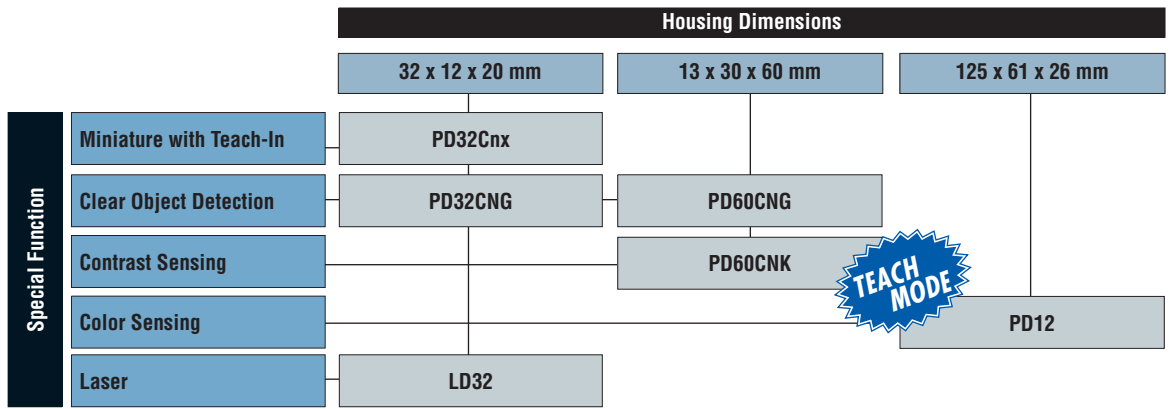 Housing Dimensions
32 x 12 x 20 mm
13 x 30 x 60 mm
125 x 61 x 26 mm
Special Function
Miniature with Teach-In
PD32Cnx
Clear Object Detection
PD32CNG
PD60CNG
Contrast Sensing
PD60CNK
TEACH
MODE
Color Sensing
PD12
Laser
LD32